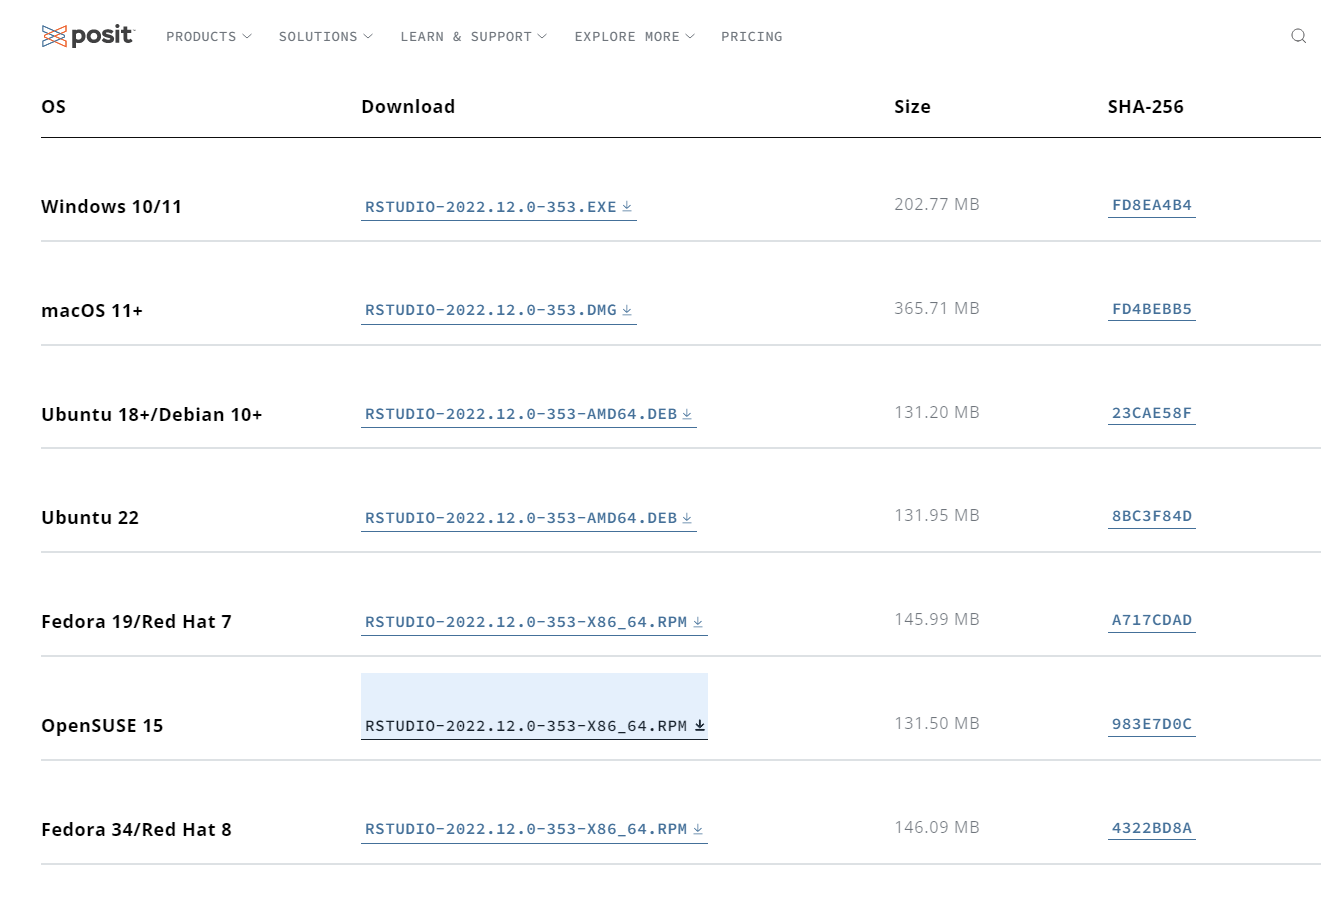 posit PRODUCTS SOLUTIONS LEARN & SUPPORT EXPLORE MORE PRICING
OS Download Size SHA-256
Windows 10/11 RSTUDIO-2022.12.0-353.EXE 202.77 MB FD8EA4B4
macOS 11+ RSTUDIO-2022.12.0-353.DMG 365.71 MB FD4BEBB5
Ubuntu 18+/Debian 10+ RSTUDIO-2022.12.0-353-AMD64.DEB 131.20 MB 23CAE58F
Ubuntu 22 RSTUDIO-2022.12.0-353-AMD64.DEB 131.95 MB 8BC3F84D
Fedora 19/Red Hat 7 RSTUDIO-2022.12.0-353-X86_64.RPM 145.99 MB A717CDAD
OpenSUSE 15 RSTUDIO-2022.12.0-353-X86_64.RPM 131.50 MB 983E7D0C
Fedora 34/Red Hat 8 RSTUDIO-2022.12.0-353-X86_64.RPM 146.09 MB 4322BD8A